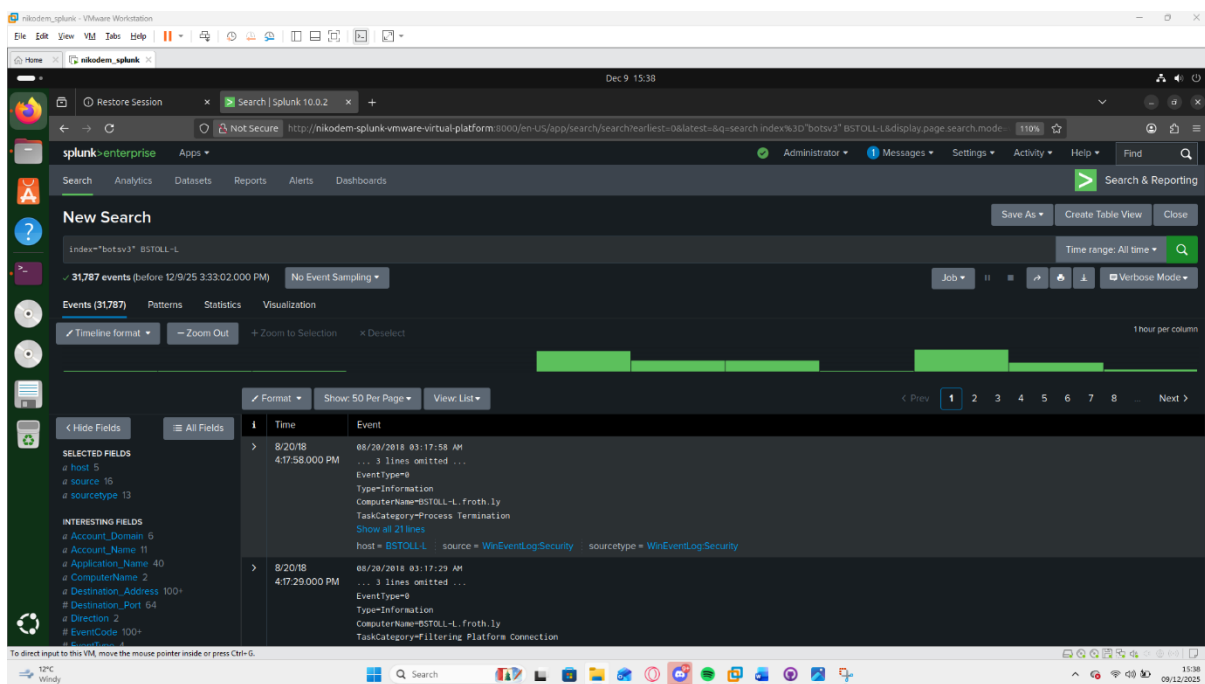 nikodem_splunk - VMware Workstation
File Edit View VM Tabs Help
Home nikodem_splunk
Dec 9 15:38
Restore Session Search | Splunk 10.0.2
Not Secure http://nikodem-splunk-vmware-virtual-platform:8000/en-US/app/search/search?earliest=0&latest=&q=search index%3D"botsv3" BSTOLL-L&display.page.search.mode= 110%
splunk>enterprise Apps Administrator 1 Messages Settings Activity Help Find
Search Analytics Datasets Reports Alerts Dashboards Search & Reporting
New Search Save As Create Table View Close
index="botsv3" BSTOLL-L Time range: All time
31,787 events (before 12/9/25 3:33:02.000 PM) No Event Sampling Job Verbose Mode
Events (31,787) Patterns Statistics Visualization
Timeline format — Zoom Out + Zoom to Selection × Deselect 1 hour per column
Format Show: 50 Per Page View: List < Prev 1 2 3 4 5 6 7 8 ... Next >
< Hide Fields All Fields i Time Event
SELECTED FIELDS
a host 5
a source 16
a sourcetype 13
INTERESTING FIELDS
a Account_Domain 6
a Account_Name 11
a Application_Name 40
a ComputerName 2
a Destination_Address 100+
# Destination_Port 64
a Direction 2
# EventCode 100+
# EventType 4
> 8/20/18 4:17:58.000 PM
08/20/2018 03:17:58 AM
... 3 lines omitted ...
EventType=0
Type=Information
ComputerName=BSTOLL-L.froth.ly
TaskCategory=Process Termination
Show all 21 lines
host = BSTOLL-L source = WinEventLog:Security sourcetype = WinEventLog:Security
> 8/20/18 4:17:29.000 PM
08/20/2018 03:17:29 AM
... 3 lines omitted ...
EventType=0
Type=Information
ComputerName=BSTOLL-L.froth.ly
TaskCategory=Filtering Platform Connection
To direct input to this VM, move the mouse pointer inside or press Ctrl+G.
12°C
Windy
Search
15:38
09/12/2025